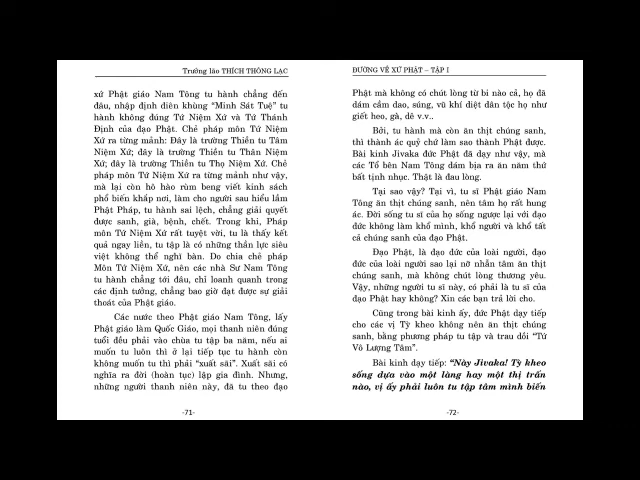 Trưởng lão THÍCH THÔNG LẠC
xứ Phật giáo Nam Tông tu hành chẳng đến
đâu, nhập định diên khùng “Minh Sát Tuệ” tu
hành không đúng Tứ Niệm Xứ và Tứ Thánh
Định của đạo Phật. Chẻ pháp môn Tứ Niệm
Xứ ra từng mảnh: Đây là trường Thiền tu Tâm
Niệm Xứ; đây là trường Thiền tu Thân Niệm
Xứ; đây là trường Thiền tu Thọ Niệm Xứ. Chẻ
pháp môn Tứ Niệm Xứ ra từng mảnh như vậy,
mà lại còn hô hào rùm beng viết kinh sách
phổ biến khắp nơi, làm cho người sau hiểu lầm
Phật Pháp, tu hành sai lệch, chẳng giải quyết
được sanh, già, bệnh, chết. Trong khi, Pháp
môn Tứ Niệm Xứ rất tuyệt vời, tu là thấy kết
quả ngay liền, tu tập là có những thần lực siêu
việt không thể nghĩ bàn. Do chia chẻ pháp
Môn Tứ Niệm Xứ, nên các nhà Sư Nam Tông
tu hành chẳng tới đâu, chỉ loanh quanh trong
các định tưởng, chẳng bao giờ đạt được sự giải
thoát của Phật giáo.
Các nước theo Phật giáo Nam Tông, lấy
Phật giáo làm Quốc Giáo, mọi thanh niên đúng
tuổi đều phải vào chùa tu tập ba năm, nếu ai
muốn tu luôn thì ở lại tiếp tục tu hành còn
không muốn tu thì phải “xuất sãi”. Xuất sãi có
nghĩa ra đời (hoàn tục) lập gia đình. Nhưng,
những người thanh niên này, đã tu theo đạo
-71-
ĐƯỜNG VỀ XỨ PHẬT – TẬP I
Phật mà không có chút lòng từ bi nào cả, họ đã
dám cầm dao, súng, vũ khí diệt dân tộc họ như
giết heo, gà, dê v.v..
Bởi, tu hành mà còn ăn thịt chúng sanh,
thì thành ác quỷ chứ làm sao thành Phật được.
Bài kinh Jivaka đức Phật đã dạy như vậy, mà
các Tổ bên Nam Tông dám bịa ra ăn năm thứ
bất tịnh nhục. Thật là đau lòng.
Tại sao vậy? Tại vì, tu sĩ Phật giáo Nam
Tông ăn thịt chúng sanh, nên tâm họ rất hung
ác. Đời sống tu sĩ của họ sống ngược lại với đạo
đức không làm khổ mình, khổ người và khổ tất
cả chúng sanh của đạo Phật.
Đạo Phật, là đạo đức của loài người, đạo
đức của loài người sao lại nỡ nhẫn tâm ăn thịt
chúng sanh, mà không chút lòng thương yêu.
Vậy, những người tu sĩ này, có phải là tu sĩ của
đạo Phật hay không? Xin các bạn trả lời cho.
Cũng trong bài kinh ấy, đức Phật dạy tiếp
cho các vị Tỳ kheo không nên ăn thịt chúng
sanh, bằng phương pháp tu tập và trau dồi “Tứ
Vô Lượng Tâm”.
Bài kinh dạy tiếp: “Này Jivaka! Tỳ kheo
sống dựa vào một làng hay một thị trấn
nào, vị ấy phải luôn tu tập tâm mình biến
-72-